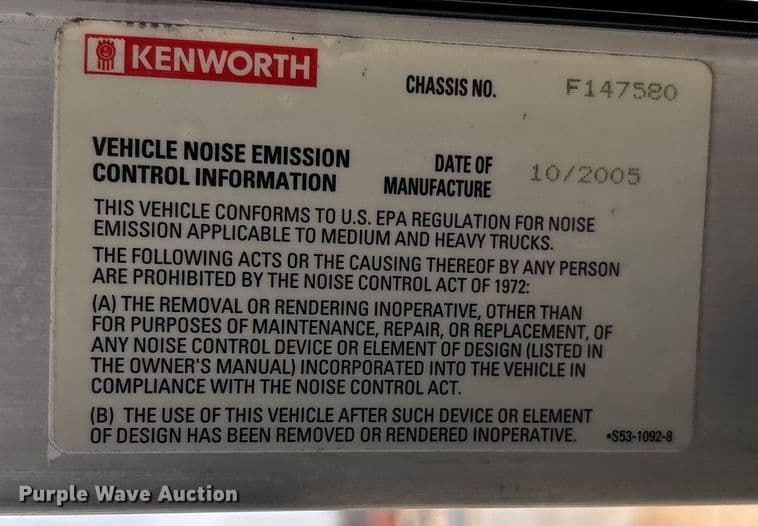 KENWORTH
CHASSIS NO. F147580
VEHICLE NOISE EMISSION
CONTROL INFORMATION
DATE OF
MANUFACTURE
10/2005
THIS VEHICLE CONFORMS TO U.S. EPA REGULATION FOR NOISE
EMISSION APPLICABLE TO MEDIUM AND HEAVY TRUCKS.
THE FOLLOWING ACTS OR THE CAUSING THEREOF BY ANY PERSON
ARE PROHIBITED BY THE NOISE CONTROL ACT OF 1972:
(A) THE REMOVAL OR RENDERING INOPERATIVE, OTHER THAN
FOR PURPOSES OF MAINTENANCE, REPAIR, OR REPLACEMENT, OF
ANY NOISE CONTROL DEVICE OR ELEMENT OF DESIGN (LISTED IN
THE OWNER'S MANUAL) INCORPORATED INTO THE VEHICLE IN
COMPLIANCE WITH THE NOISE CONTROL ACT.
(B) THE USE OF THIS VEHICLE AFTER SUCH DEVICE OR ELEMENT
OF DESIGN HAS BEEN REMOVED OR RENDERED INOPERATIVE. •S53-1092-8
Purple Wave Auction